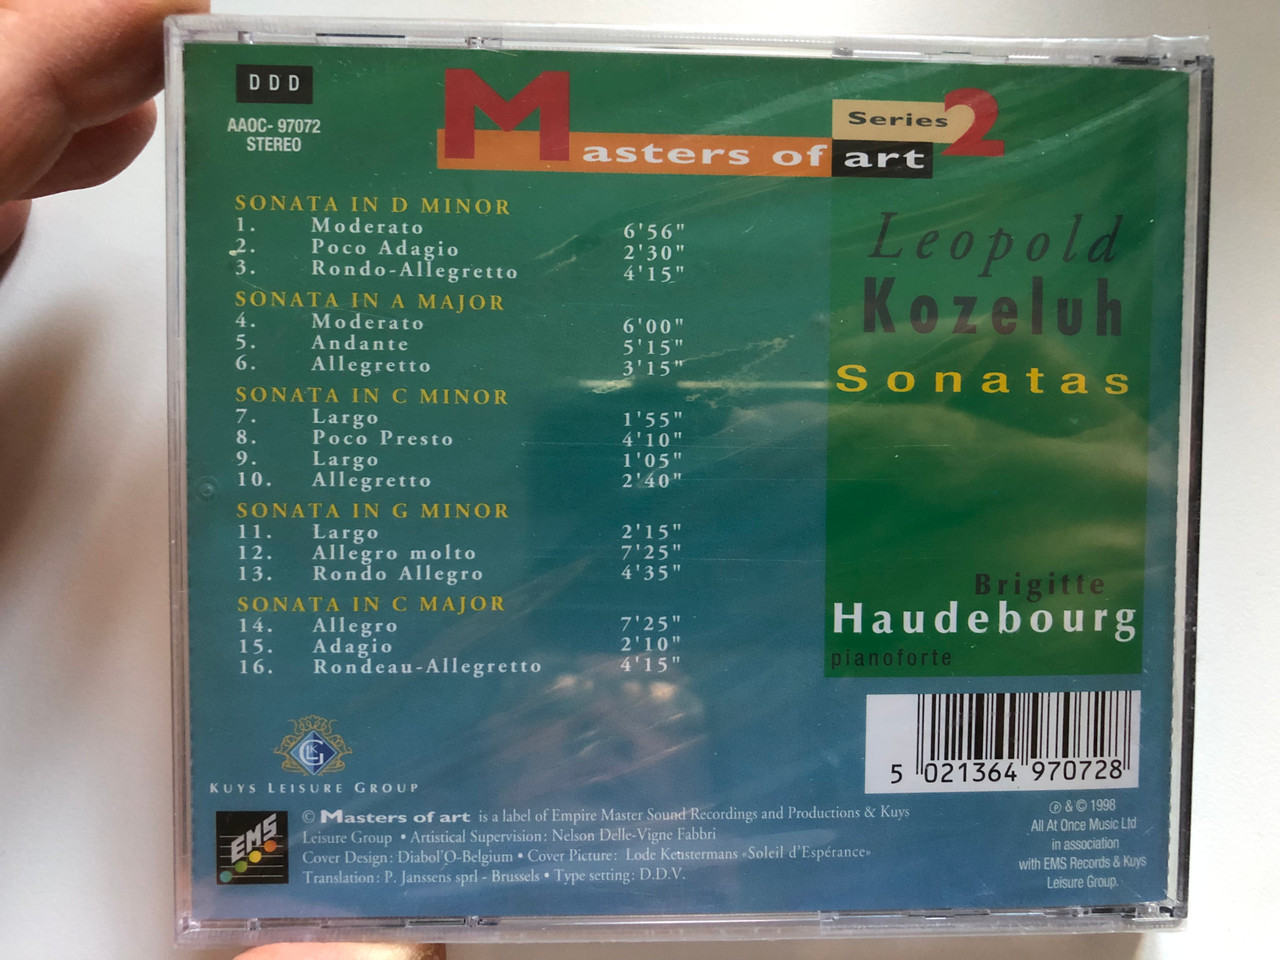 D D D
AAOC- 97072
STEREO
Masters of art
Series 2
SONATA IN D MINOR
1. Moderato 6'56"
2. Poco Adagio 2'30"
3. Rondo-Allegretto 4'15"
SONATA IN A MAJOR
4. Moderato 6'00"
5. Andante 5'15"
6. Allegretto 3'15"
SONATA IN C MINOR
7. Largo 1'55"
8. Poco Presto 4'10"
9. Largo 1'05"
10. Allegretto 2'40"
SONATA IN G MINOR
11. Largo 2'15"
12. Allegro molto 7'25"
13. Rondo Allegro 4'35"
SONATA IN C MAJOR
14. Allegro 7'25"
15. Adagio 2'10"
16. Rondeau-Allegretto 4'15"
Leopold
Kozeluh
Sonatas
Brigitte
Haudebourg
pianoforte
5 021364 970728
KUYS LEISURE GROUP
EMS
© Masters of art is a label of Empire Master Sound Recordings and Productions & Kuys
Leisure Group • Artistical Supervision: Nelson Delle-Vigne Fabbri
Cover Design: Diabol'O-Belgium • Cover Picture: Lode Keustermans «Soleil d'Espérance»
Translation: P. Janssens sprl - Brussels • Type setting: D.D.V.
℗ & © 1998
All At Once Music Ltd
in association
with EMS Records & Kuys
Leisure Group.